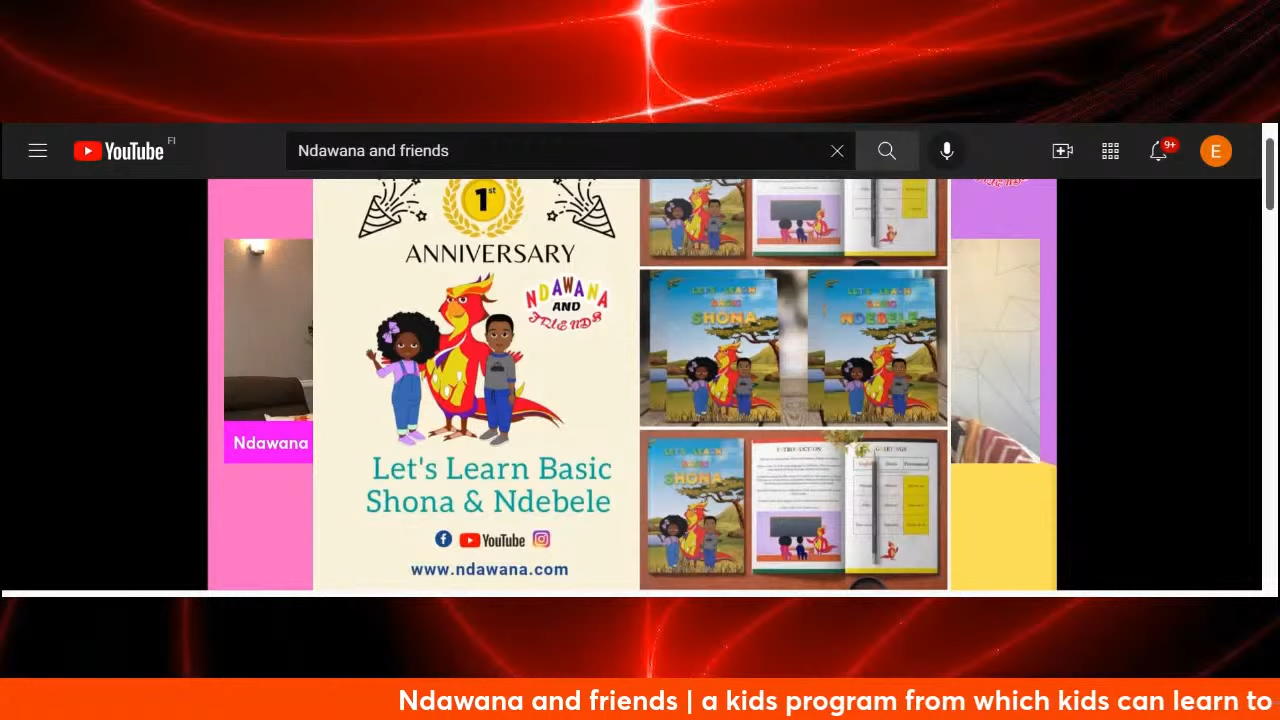 YouTube FI
Ndawana and friends
9+
E
1st
ANNIVERSARY
NDAWANA
AND
FRIENDS
Let's Learn Basic
Shona & Ndebele
YouTube
www.ndawana.com
Ndawana
LET'S LEARN
BASIC
SHONA
LET'S LEARN
BASIC
NDEBELE
LET'S LEARN
BASIC
SHONA
INTRODUCTION
GREETINGS
Ndawana and friends | a kids program from which kids can learn to